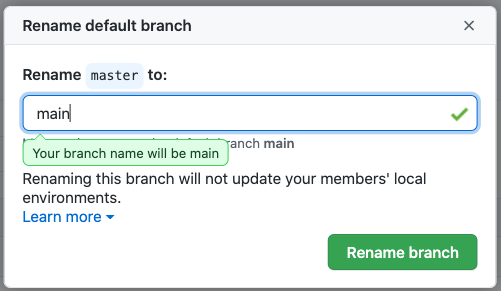 Rename default branch
Rename master to:
main
Your branch name will be main
branch main
Renaming this branch will not update your members' local
environments.
Learn more
Rename branch